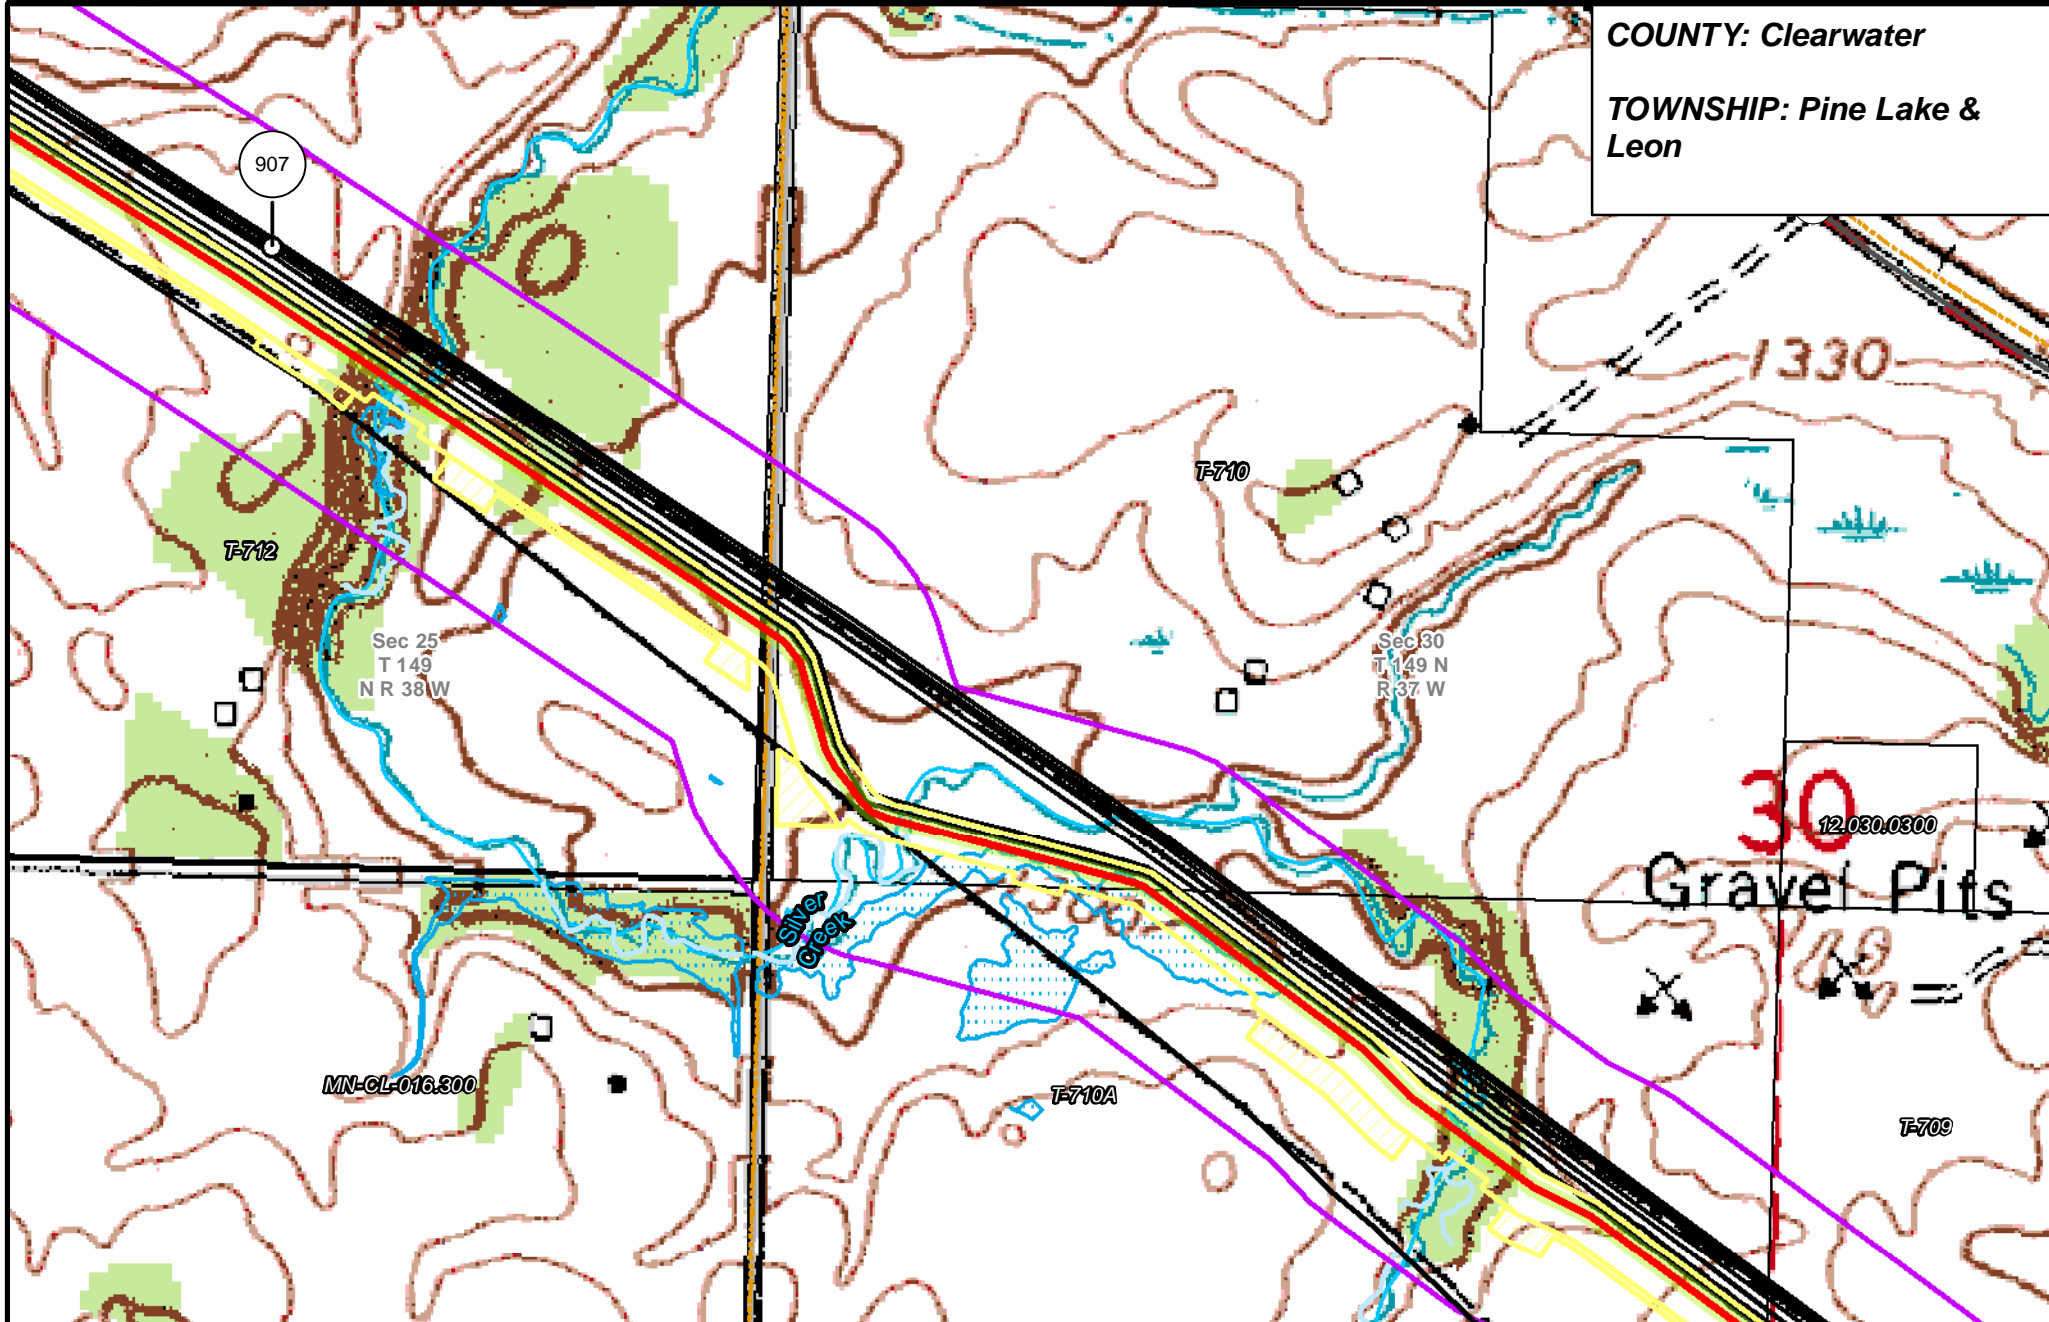 COUNTY: Clearwater
TOWNSHIP: Pine Lake &
Leon
907
1330
T-710
T-712
Sec 25
T 149
N R 38 W
Sec 30
T 149 N
R 37 W
30
12.030.0300
Gravel Pits
Silver
Creek
MN-CL-016.300
T-710A
T-709